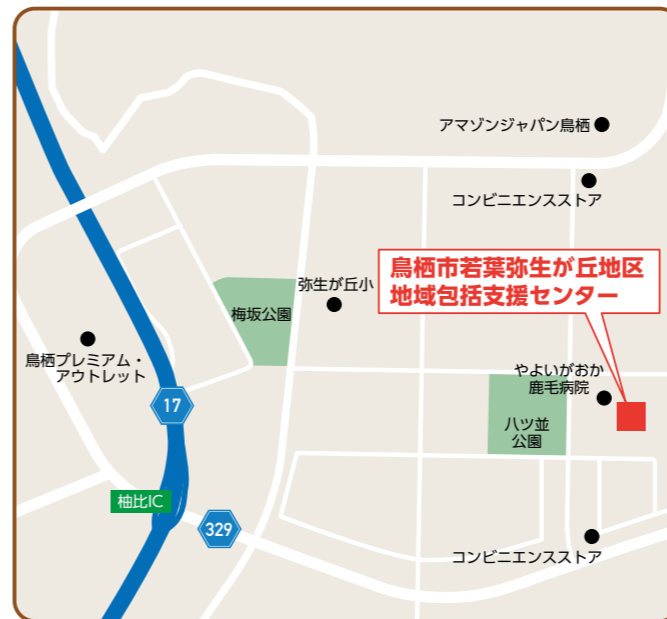 アマゾンジャパン鳥栖
コンビニエンスストア
鳥栖市若葉弥生が丘地区
地域包括支援センター
弥生が丘小
梅坂公園
鳥栖プレミアム・
アウトレット
やよいがおか
鹿毛病院
17
八ツ並
公園
柚比IC
329
コンビニエンスストア